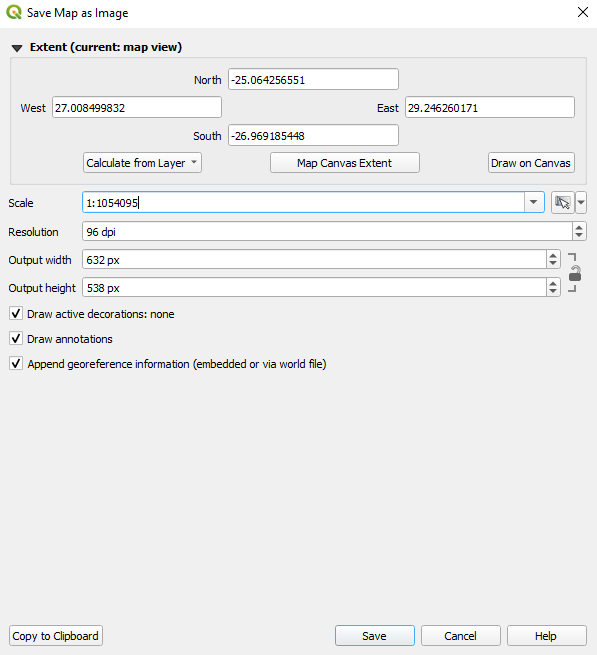 Save Map as Image
Extent (current: map view)
North -25.064256551
West 27.008499832 East 29.246260171
South -26.969185448
Calculate from Layer Map Canvas Extent Draw on Canvas
Scale 1:1054095
Resolution 96 dpi
Output width 632 px
Output height 538 px
Draw active decorations: none
Draw annotations
Append georeference information (embedded or via world file)
Copy to Clipboard Save Cancel Help